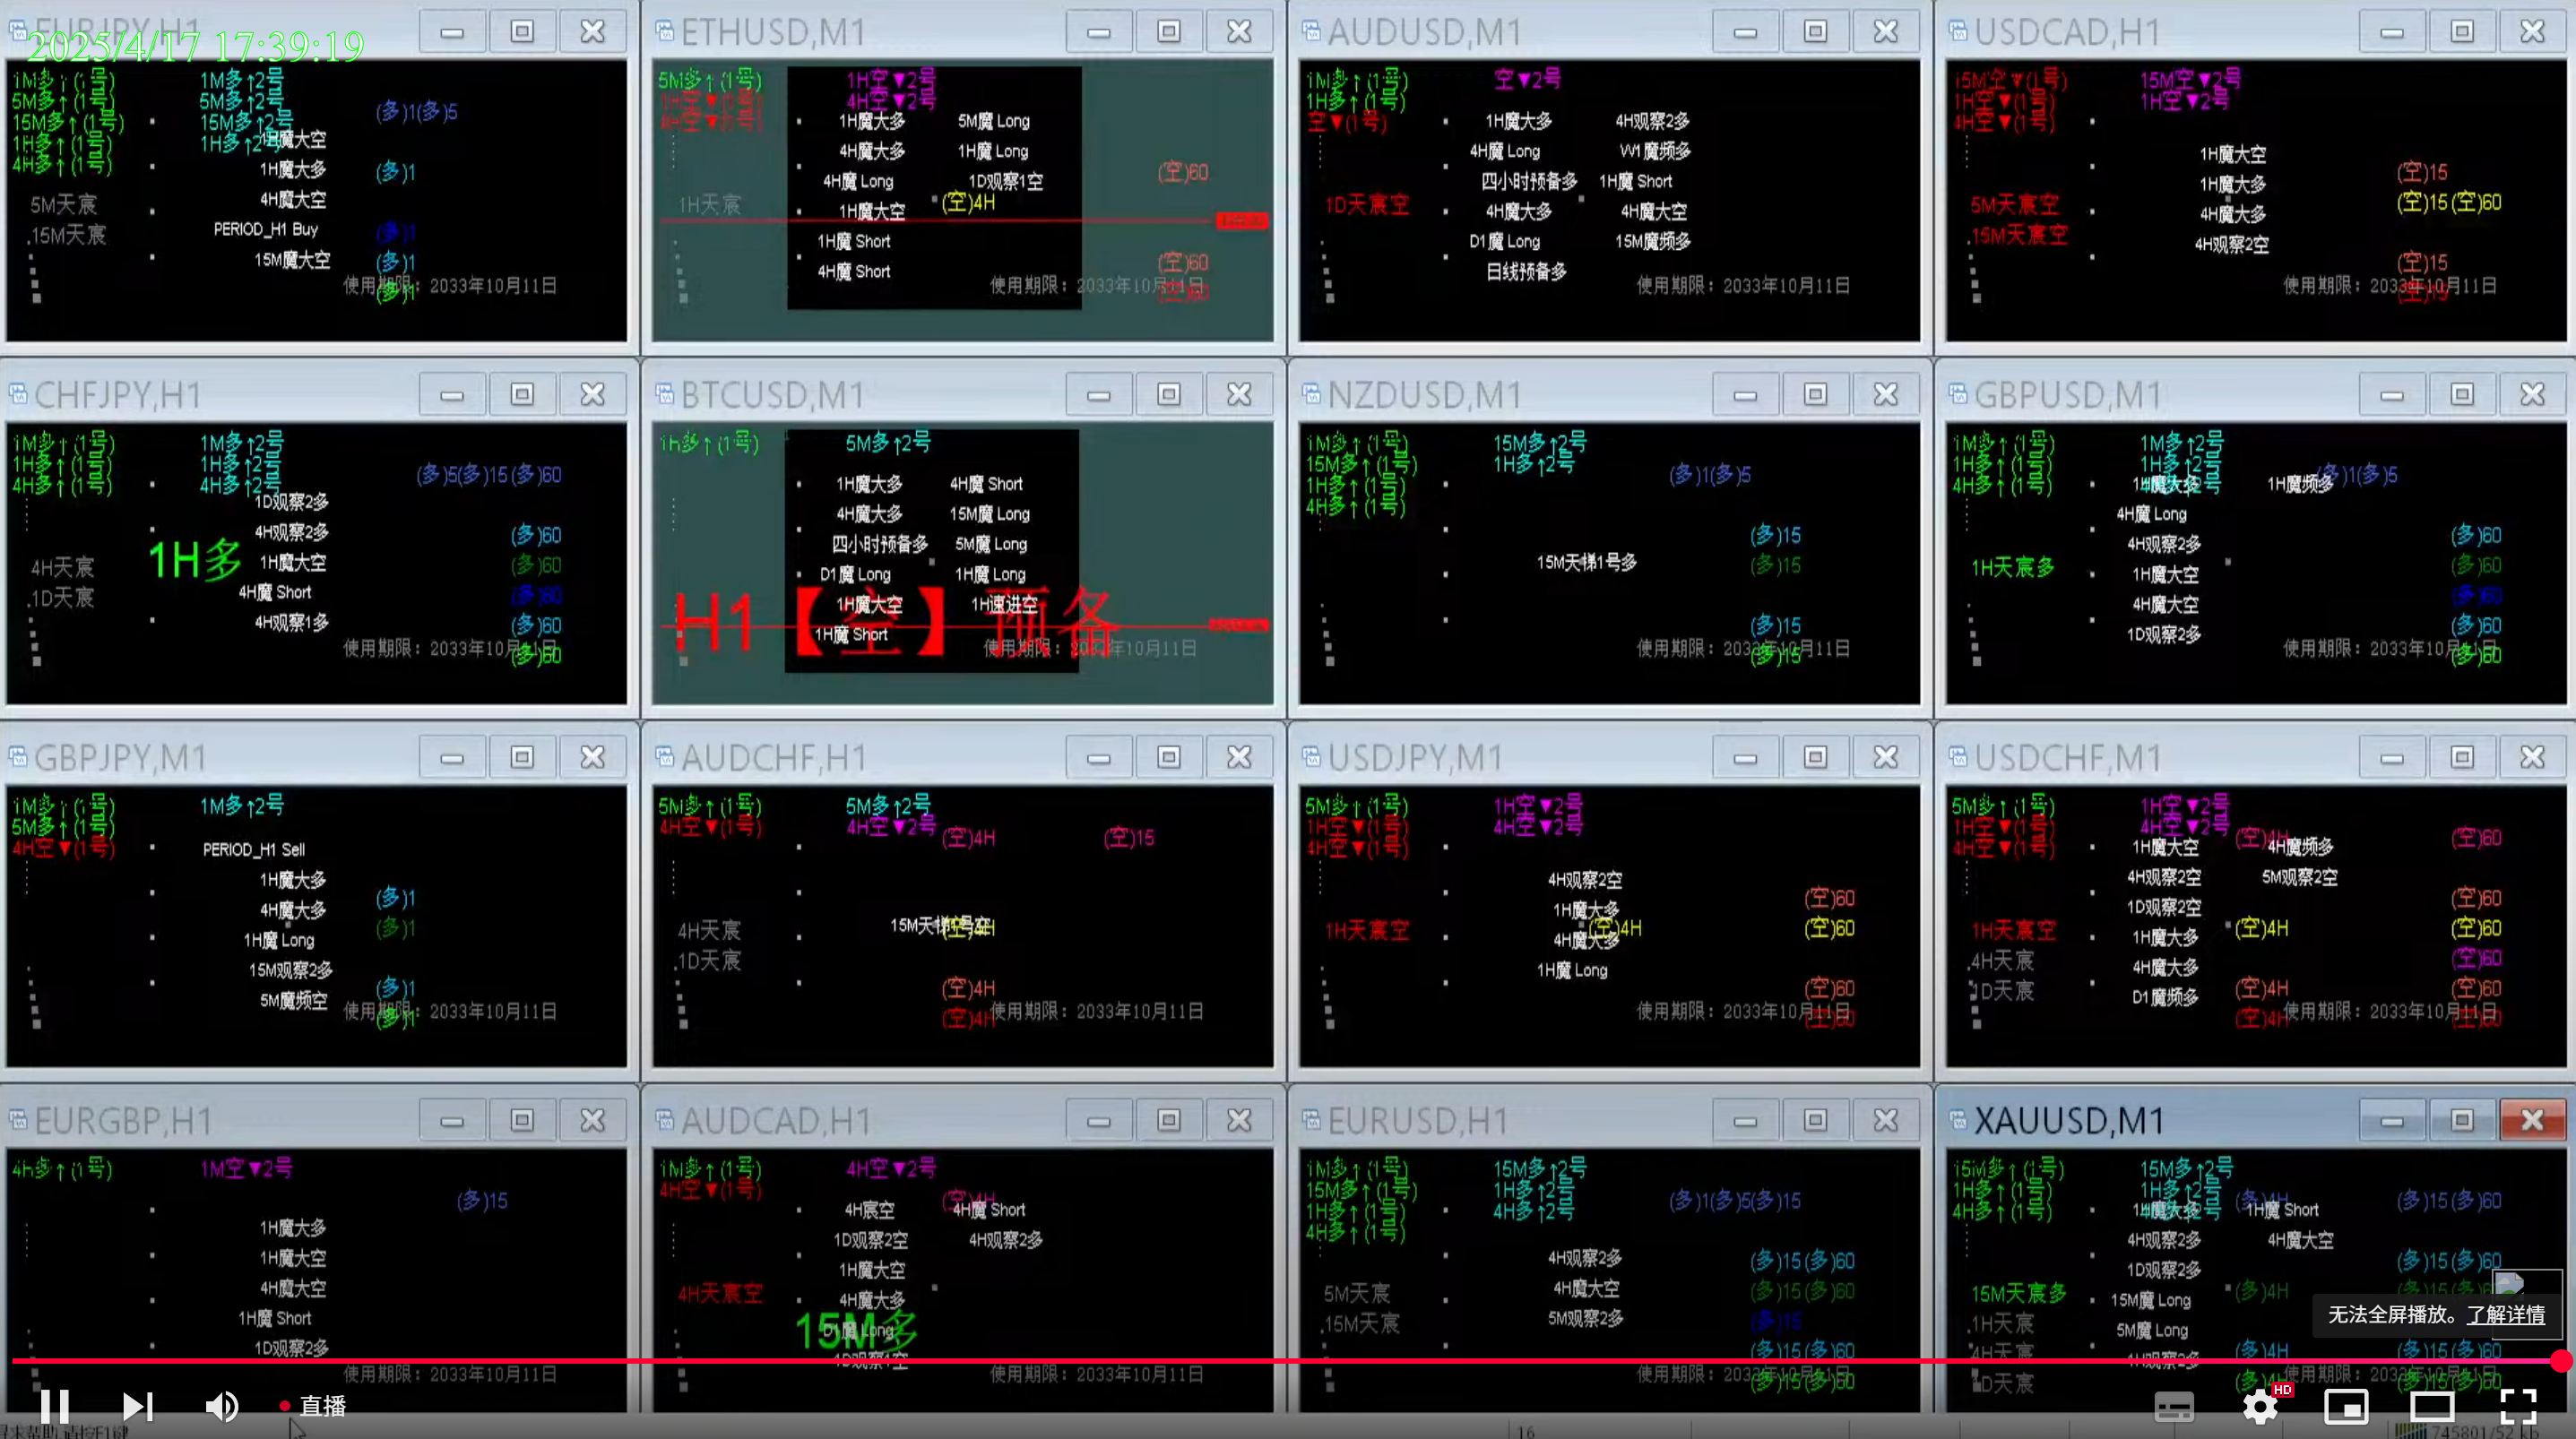 EURJPY,H1
2025/4/17 17:39:19
1M多↑(1号) 1M多↑2号
5M多↑(1号) 5M多↑2号 (多)1(多)5
15M多↑(1号) 15M多↑2号
1H多↑(1号) 1H多↑2号 1H魔大空
4H多↑(1号) 1H魔大多 (多)1
5M天宸 4H魔大空
15M天宸 PERIOD_H1 Buy (多)1
15M魔大空 (多)1
使用期限：2033年10月11日
(多)1
ETHUSD,M1
5M多↑(1号) 1H空▼2号
1H空▼(1号) 4H空▼2号
4H空▼(1号) 1H魔大多 5M魔 Long
4H魔大多 1H魔 Long
4H魔 Long 1D观察1空 (空)60
1H天宸 1H魔大空 (空)4H
1H魔 Short
4H魔 Short (空)60
使用期限：2033年10月11日
(空)60
AUDUSD,M1
1M多↑(1号) 空▼2号
1H多↑(1号)
空▼(1号) 1H魔大多 4H观察2多
4H魔 Long W1魔频多
四小时预备多 1H魔 Short
1D天宸空 4H魔大多 4H魔大空
D1魔 Long 15M魔频多
日线预备多
使用期限：2033年10月11日
USDCAD,H1
15M空▼(1号) 15M空▼2号
1H空▼(1号) 1H空▼2号
4H空▼(1号)
1H魔大空 (空)15
1H魔大多
5M天宸空 4H魔大多 (空)15(空)60
15M天宸空 4H观察2空
(空)15
使用期限：2033年10月11日
(空)15
CHFJPY,H1
1M多↑(1号) 1M多↑2号
1H多↑(1号) 1H多↑2号 (多)5(多)15(多)60
4H多↑(1号) 4H多↑2号
1D观察2多
4H观察2多 (多)60
4H天宸 1H多 1H魔大空 (多)60
1D天宸 4H魔 Short (多)60
4H观察1多 (多)60
使用期限：2033年10月11日
(多)60
BTCUSD,M1
1h多↑(1号) 5M多↑2号
1H魔大多 4H魔 Short
4H魔大多 15M魔 Long
四小时预备多 5M魔 Long
D1魔 Long 1H魔 Long
1H魔大空 1H速进空
H1【空】预备
1H魔 Short
使用期限：2033年10月11日
NZDUSD,M1
1M多↑(1号) 15M多↑2号
15M多↑(1号) 1H多↑2号 (多)1(多)5
1H多↑(1号)
4H多↑(1号) (多)15
15M天梯1号多 (多)15
(多)15
使用期限：2033年10月11日
(多)15
GBPUSD,M1
1M多↑(1号) 1M多↑2号
1H多↑(1号) 1H多↑2号 (多)1(多)5
4H多↑(1号) 4H多↑2号 1H魔大多 1H魔频多
4H魔 Long
4H观察2多 (多)60
1H天宸多 1H魔大空 (多)60
4H魔大空 (多)60
1D观察2多 (多)60
使用期限：2033年10月11日
(多)60
GBPJPY,M1
1M多↑(1号) 1M多↑2号
5M多↑(1号)
4H空▼(1号) PERIOD_H1 Sell
1H魔大多 (多)1
4H魔大多 (多)1
1H魔 Long
15M观察2多 (多)1
5M魔频空
使用期限：2033年10月11日
(多)1
AUDCHF,H1
5M多↑(1号) 5M多↑2号
4H空▼(1号) 4H空▼2号 (空)4H (空)15
4H天宸 15M天梯1号空 (空)4H
1D天宸
(空)4H
(空)4H 使用期限：2033年10月11日
USDJPY,M1
5M多↑(1号) 1H空▼2号
1H空▼(1号) 4H空▼2号
4H空▼(1号)
4H观察2空 (空)60
1H魔大多
1H天宸空 4H魔大多 (空)4H (空)60
1H魔 Long
(空)60
使用期限：2033年10月11日
(空)60
USDCHF,M1
5M多↑(1号) 1H空▼2号
1H空▼(1号) 4H空▼2号 (空)4H (空)60
4H空▼(1号) 1H魔大空 4H魔频多
4H观察2空 5M观察2空
1D观察2空 (空)60
1H天宸空 1H魔大多 (空)4H (空)60
4H天宸 4H魔大多 (空)60
1D天宸 D1魔频多 (空)4H (空)60
(空)4H 使用期限：2033年10月11日 (空)60
EURGBP,H1
4h多↑(1号) 1M空▼2号
(多)15
1H魔大多
1H魔大空
4H魔大空
1H魔 Short
1D观察2多
使用期限：2033年10月11日
AUDCAD,H1
1M多↑(1号) 4H空▼2号
4H空▼(1号) (空)4H
4H宸空 4H魔 Short
1D观察2空 4H观察2多
1H魔大空
4H天宸空 4H魔大多
15M多
D1魔 Long
1D观察1空
使用期限：2033年10月11日
EURUSD,H1
1M多↑(1号) 15M多↑2号
15M多↑(1号) 1H多↑2号 (多)1(多)5(多)15
1H多↑(1号) 4H多↑2号
4H多↑(1号)
4H观察2多 (多)15(多)60
5M天宸 4H魔大空 (多)15(多)60
15M天宸 5M观察2多 (多)15
(多)15(多)60
使用期限：2033年10月11日
(多)15(多)60
XAUUSD,M1
15M多↑(1号) 15M多↑2号
1H多↑(1号) 1H多↑2号 (多)4H (多)15(多)60
4H多↑(1号) 4H多↑2号 1H魔大多 1H魔 Short
4H观察2多 4H魔大空
1D观察2多 (多)15(多)60
15M天宸多 15M魔 Long (多)4H (多)15(多)60
1H天宸 5M魔 Long
4H天宸 1H观察2多 (多)4H (多)15(多)60
1D天宸 (多)4H 使用期限：2033年10月11日 (多)15(多)60
无法全屏播放。了解详情
直播
HD
16